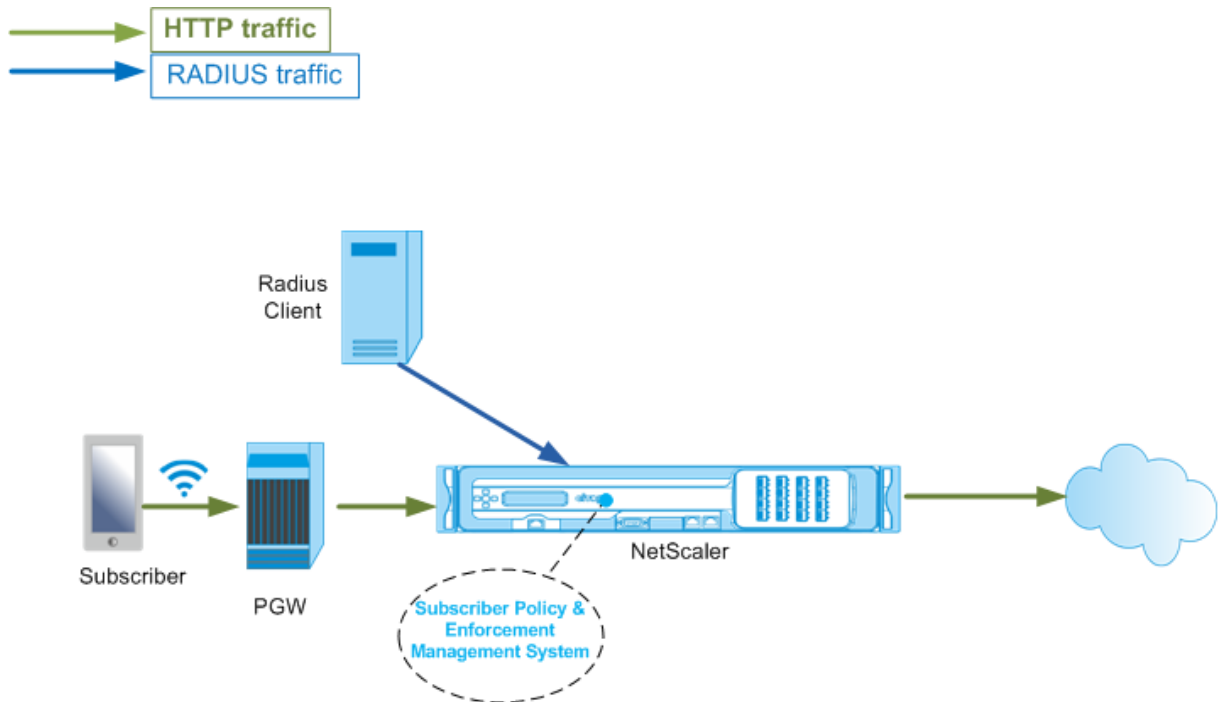 HTTP traffic
RADIUS traffic
Radius
Client
Subscriber
PGW
NetScaler
Subscriber Policy &
Enforcement
Management System